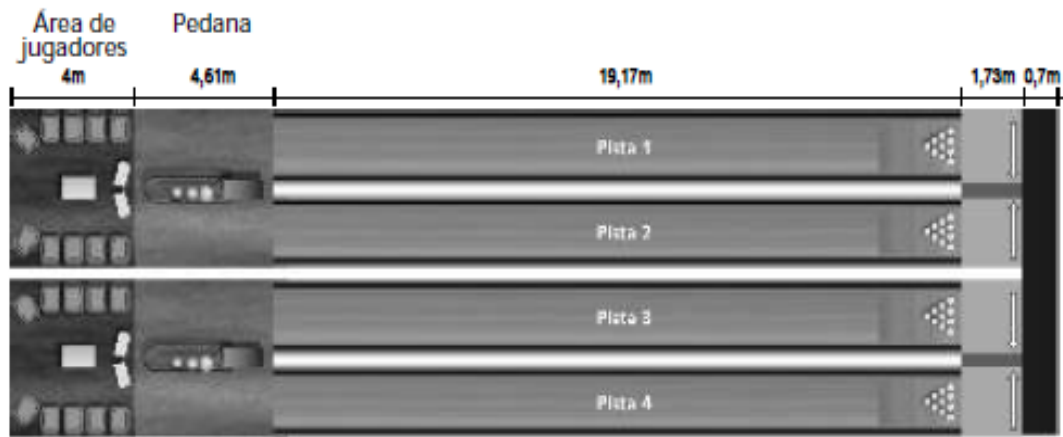 Área de
jugadores
Pedana
4m
4,61m
19,17m
1,73m
0,7m
Pista 1
Pista 2
Pista 3
Pista 4